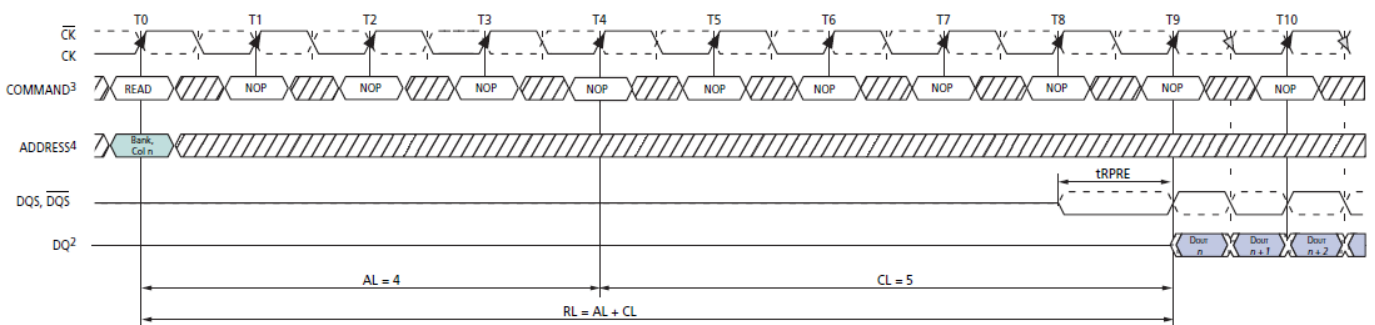 T0 T1 T2 T3 T4 T5 T6 T7 T8 T9 T10
CK
CK
COMMAND3 READ NOP NOP NOP NOP NOP NOP NOP NOP NOP NOP
ADDRESS4 Bank,
Col n
tRPRE
DQS, DQS
DQ2 DOUT DOUT DOUT
n n + 1 n + 2
AL = 4 CL = 5
RL = AL + CL